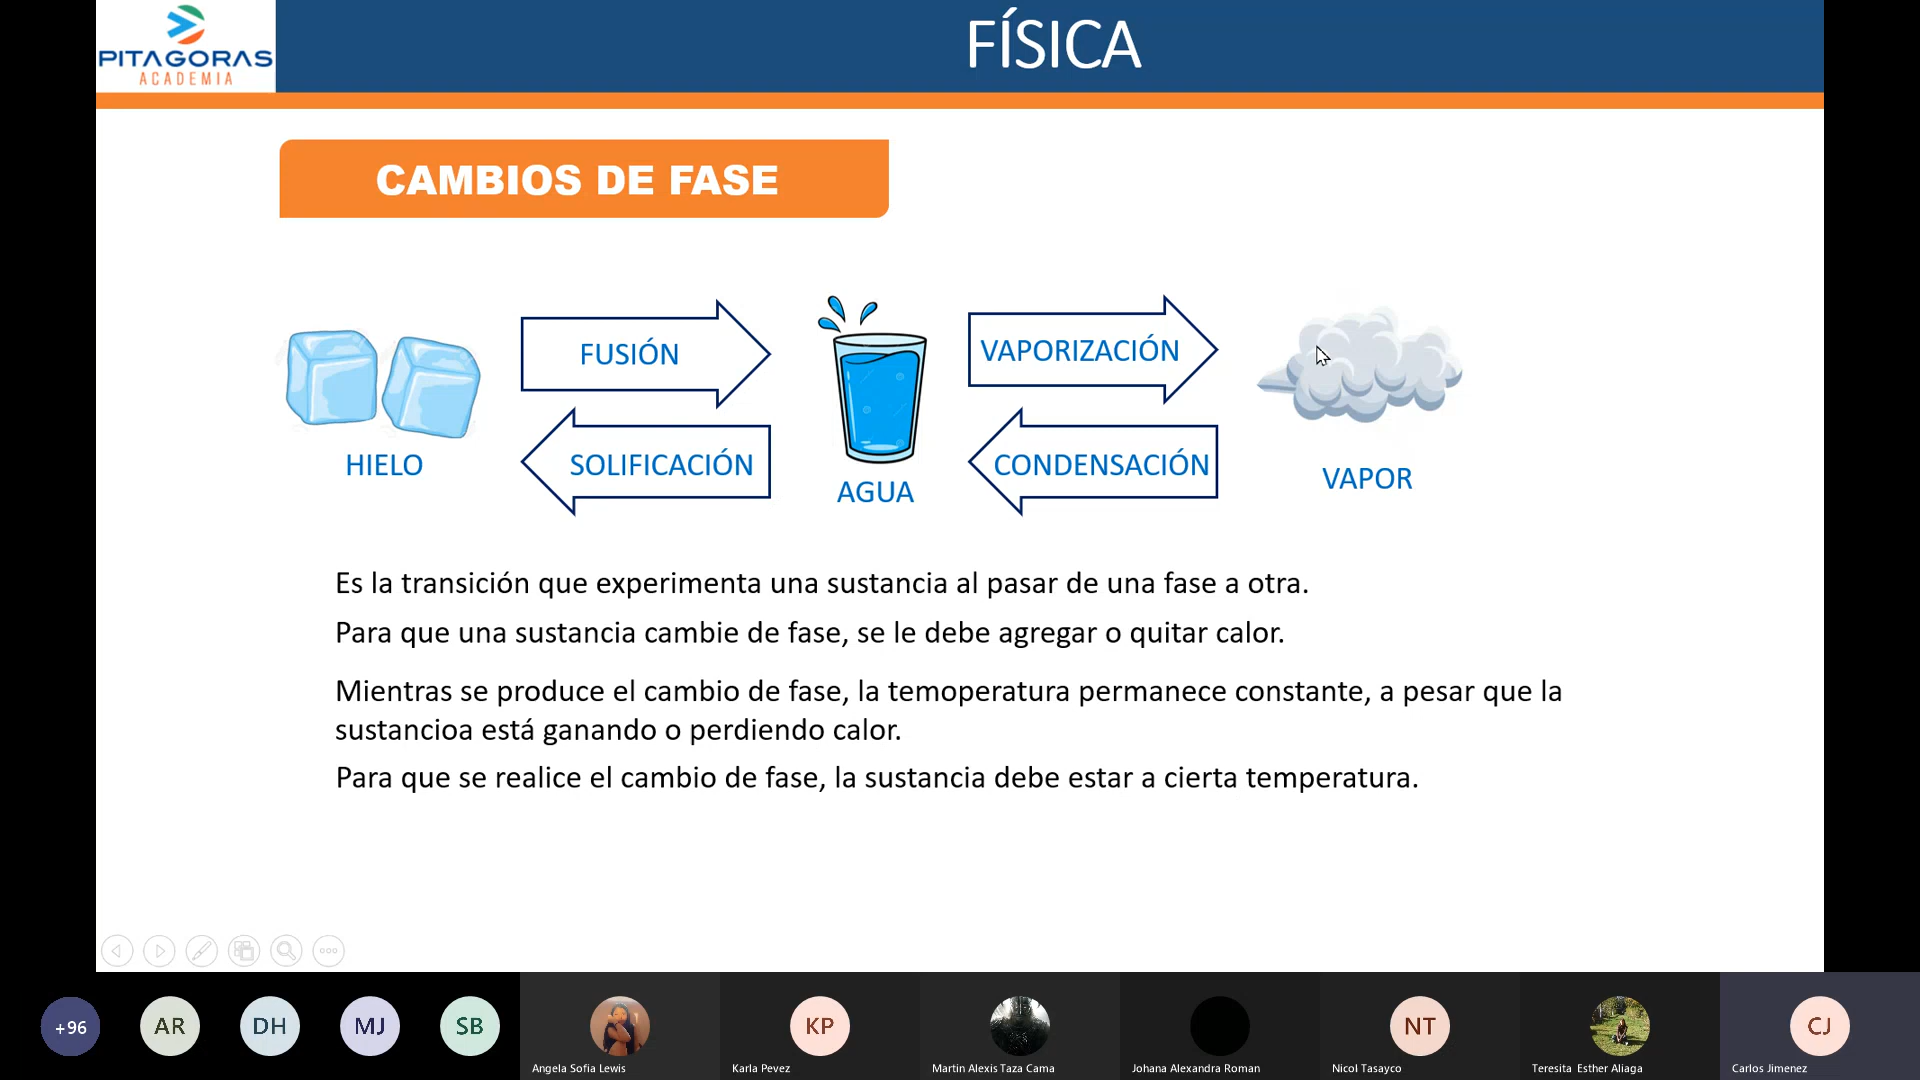 PITAGORAS
ACADEMIA
FÍSICA
CAMBIOS DE FASE
FUSIÓN
VAPORIZACIÓN
HIELO
SOLIFICACIÓN
AGUA
CONDENSACIÓN
VAPOR
Es la transición que experimenta una sustancia al pasar de una fase a otra.
Para que una sustancia cambie de fase, se le debe agregar o quitar calor.
Mientras se produce el cambio de fase, la temoperatura permanece constante, a pesar que la
sustancioa está ganando o perdiendo calor.
Para que se realice el cambio de fase, la sustancia debe estar a cierta temperatura.
+96
AR
DH
MJ
SB
Angela Sofia Lewis
KP
Karla Pevez
Martin Alexis Taza Cama
Johana Alexandra Roman
NT
Nicol Tasayco
Teresita Esther Aliaga
CJ
Carlos Jimenez